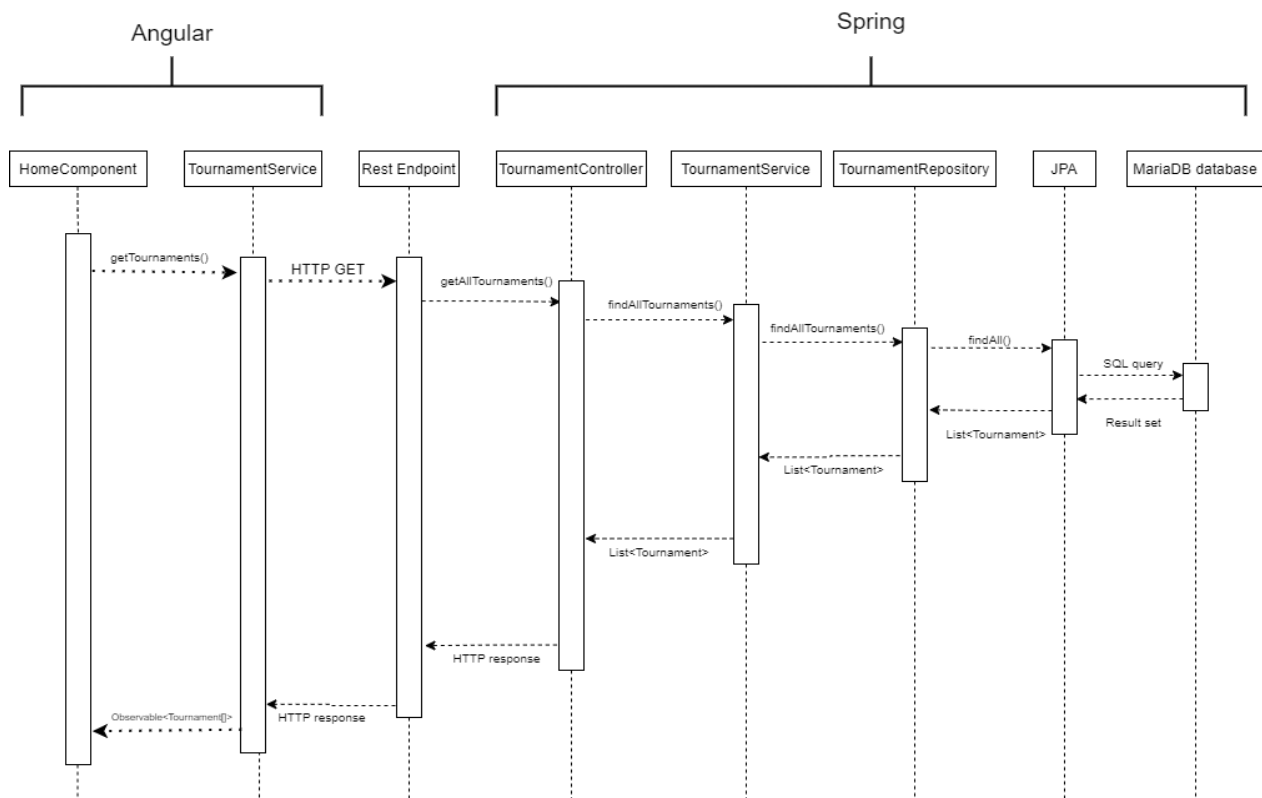 Angular
Spring
HomeComponent
TournamentService
Rest Endpoint
TournamentController
TournamentService
TournamentRepository
JPA
MariaDB database
getTournaments()
HTTP GET
getAllTournaments()
findAllTournaments()
findAllTournaments()
findAll()
SQL query
Result set
List<Tournament>
List<Tournament>
List<Tournament>
HTTP response
HTTP response
Observable<Tournament[]>